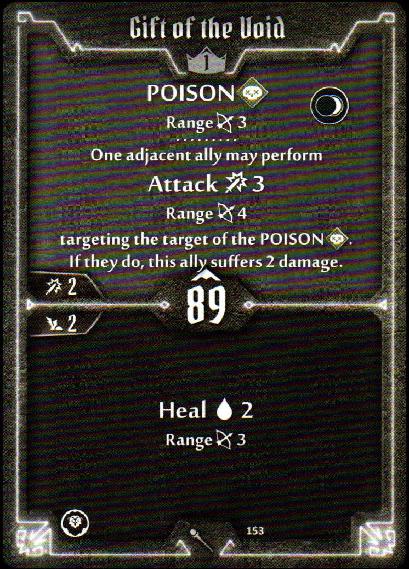 Gift of the Void
1
POISON
Range 3
One adjacent ally may perform
Attack 3
Range 4
targeting the target of the POISON .
If they do, this ally suffers 2 damage.
2
89
2
Heal 2
Range 3
153